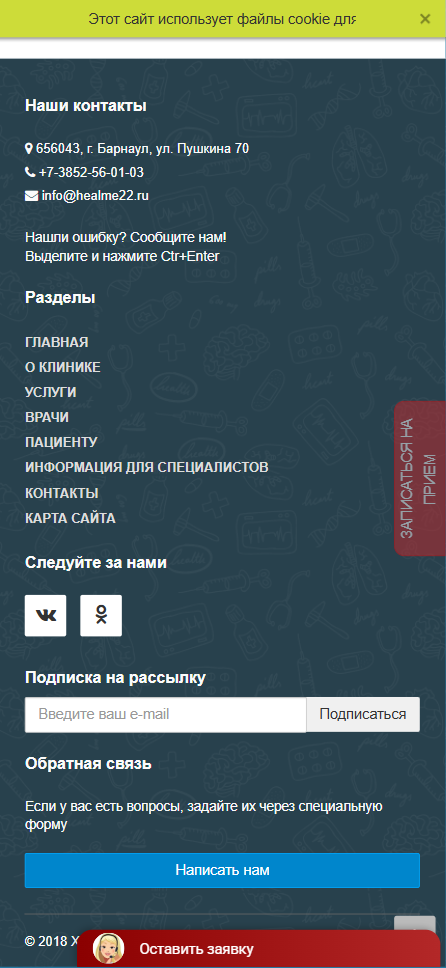 Этот сайт использует файлы cookie для
×
Наши контакты
656043, г. Барнаул, ул. Пушкина 70
+7-3852-56-01-03
info@healme22.ru
Нашли ошибку? Сообщите нам!
Выделите и нажмите Ctr+Enter
Разделы
ГЛАВНАЯ
О КЛИНИКЕ
УСЛУГИ
ВРАЧИ
ПАЦИЕНТУ
ИНФОРМАЦИЯ ДЛЯ СПЕЦИАЛИСТОВ
КОНТАКТЫ
КАРТА САЙТА
ЗАПИСАТЬСЯ НА
ПРИЕМ
Следуйте за нами
Подписка на рассылку
Введите ваш e-mail
Подписаться
Обратная связь
Если у вас есть вопросы, задайте их через специальную
форму
Написать нам
© 2018
Оставить заявку